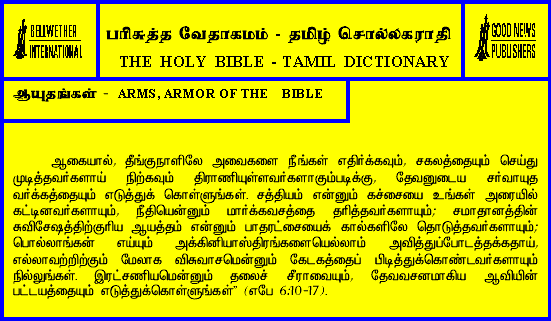 BELLWETHER
INTERNATIONAL
பரிசுத்த வேதாகமம் - தமிழ் சொல்லகராதி
THE HOLY BIBLE - TAMIL DICTIONARY
GOOD NEWS
PUBLISHERS
ஆயுதங்கள் - ARMS, ARMOR OF THE BIBLE
ஆகையால், தீங்குநாளிலே அவைகளை நீங்கள் எதிர்க்கவும், சகலத்தையும் செய்து
முடித்தவர்களாய் நிற்கவும் திராணியுள்ளவர்களாகும்படிக்கு, தேவனுடைய சர்வாயுத
வர்க்கத்தையும் எடுத்துக் கொள்ளுங்கள். சத்தியம் என்னும் கச்சையை உங்கள் அரையில்
கட்டினவர்களாயும், நீதியென்னும் மார்க்கவசத்தை தரித்தவர்களாயும்; சமாதானத்தின்
சுவிசேஷத்திற்குரிய ஆயத்தம் என்னும் பாதரட்சையைக் கால்களிலே தொடுத்தவர்களாயும்;
பொல்லாங்கன் எய்யும் அக்கினியாஸ்திரங்களையெல்லாம் அவித்துப்போடத்தக்கதாய்,
எல்லாவற்றிற்கும் மேலாக விசுவாசமென்னும் கேடகத்தைப் பிடித்துக்கொண்டவர்களாயும்
நில்லுங்கள். இரட்சணியமென்னும் தலைச் சீராவையும், தேவவசனமாகிய ஆவியின்
பட்டயத்தையும் எடுத்துக்கொள்ளுங்கள்” (எபே 6:10-17).